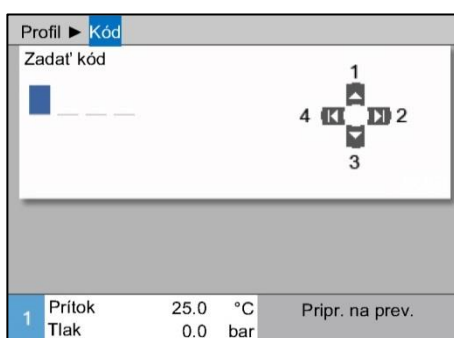 Profil ► Kód
Zadať kód
1
4 2
3
1
Prítok 25.0 °C
Tlak 0.0 bar
Pripr. na prev.